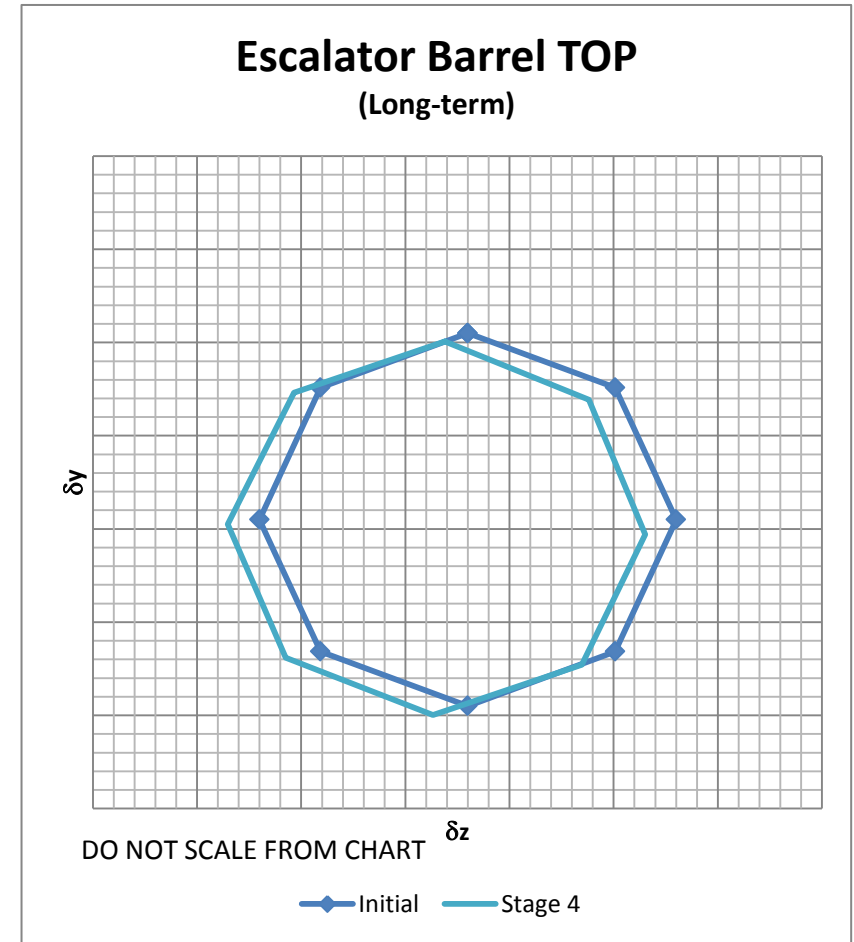 Escalator Barrel TOP
(Long-term)
δy
δz
DO NOT SCALE FROM CHART
Initial
Stage 4